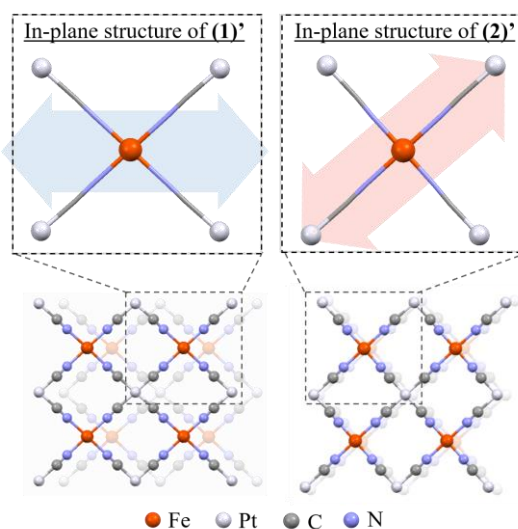 In-plane structure of (1)'
In-plane structure of (2)'
Fe Pt C N